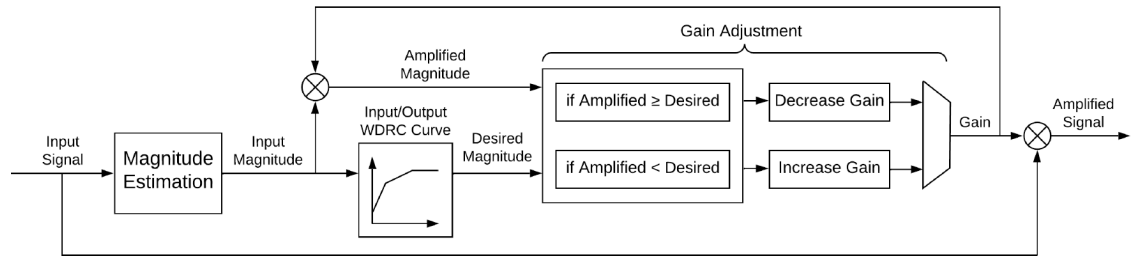 Gain Adjustment
Amplified
Magnitude
if Amplified ≥ Desired
Decrease Gain
Input/Output
WDRC Curve
Input
Signal
Magnitude
Estimation
Input
Magnitude
Desired
Magnitude
if Amplified < Desired
Increase Gain
Gain
Amplified
Signal